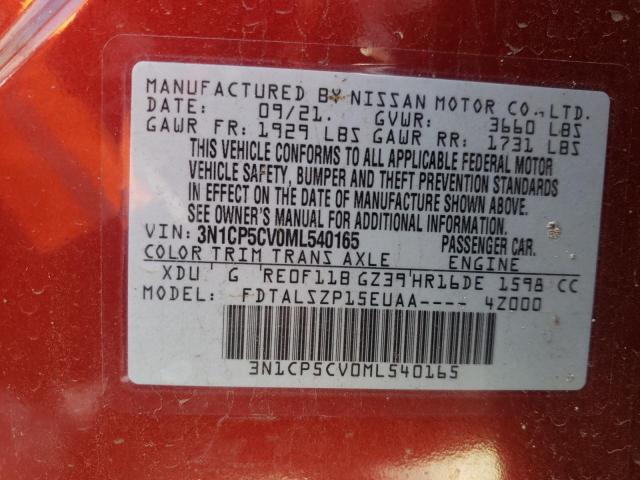 MANUFACTURED BY NISSAN MOTOR CO., LTD.
DATE: 09/21. GVWR: 3660 LBS
GAWR FR: 1929 LBS GAWR RR: 1731 LBS
THIS VEHICLE CONFORMS TO ALL APPLICABLE FEDERAL MOTOR
VEHICLE SAFETY, BUMPER AND THEFT PREVENTION STANDARDS
IN EFFECT ON THE DATE OF MANUFACTURE SHOWN ABOVE.
SEE OWNER'S MANUAL FOR ADDITIONAL INFORMATION.
VIN: 3N1CP5CV0ML540165 PASSENGER CAR.
COLOR TRIM TRANS AXLE ENGINE
XDU G RE0F11B GZ39 HR16DE 1598 CC
MODEL: FDTALSZP15EUAA---- 4Z000
3N1CP5CV0ML540165